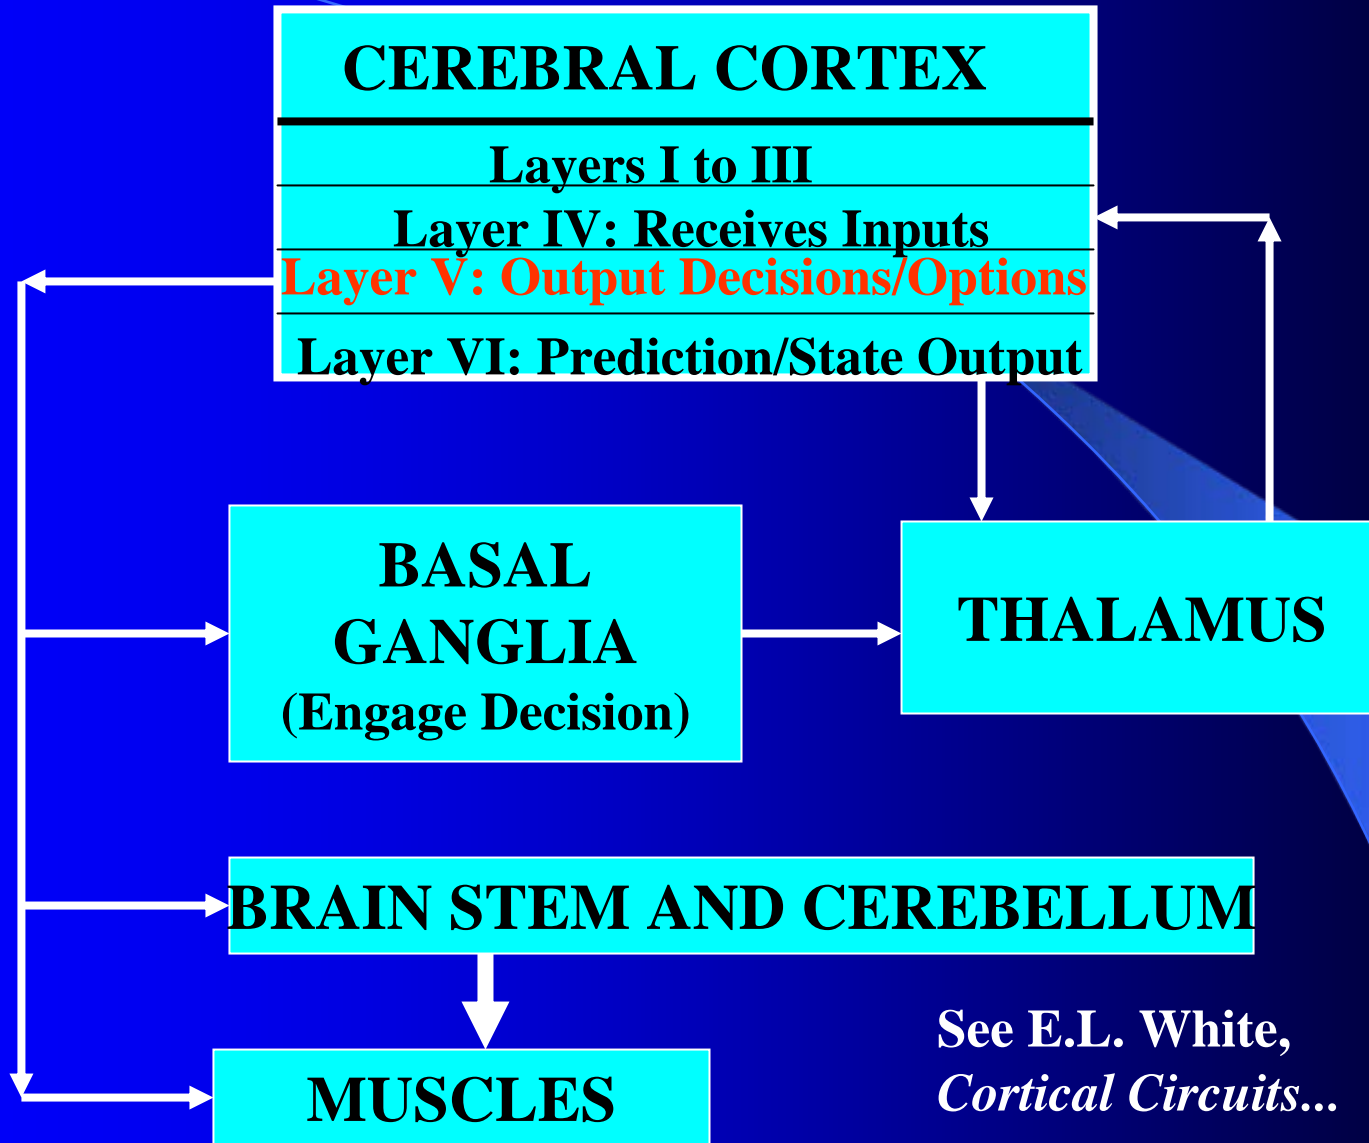 CEREBRAL CORTEX
Layers I to III
Layer IV: Receives Inputs
Layer V: Output Decisions/Options
Layer VI: Prediction/State Output
BASAL
GANGLIA
(Engage Decision)
THALAMUS
BRAIN STEM AND CEREBELLUM
MUSCLES
See E.L. White,
Cortical Circuits...